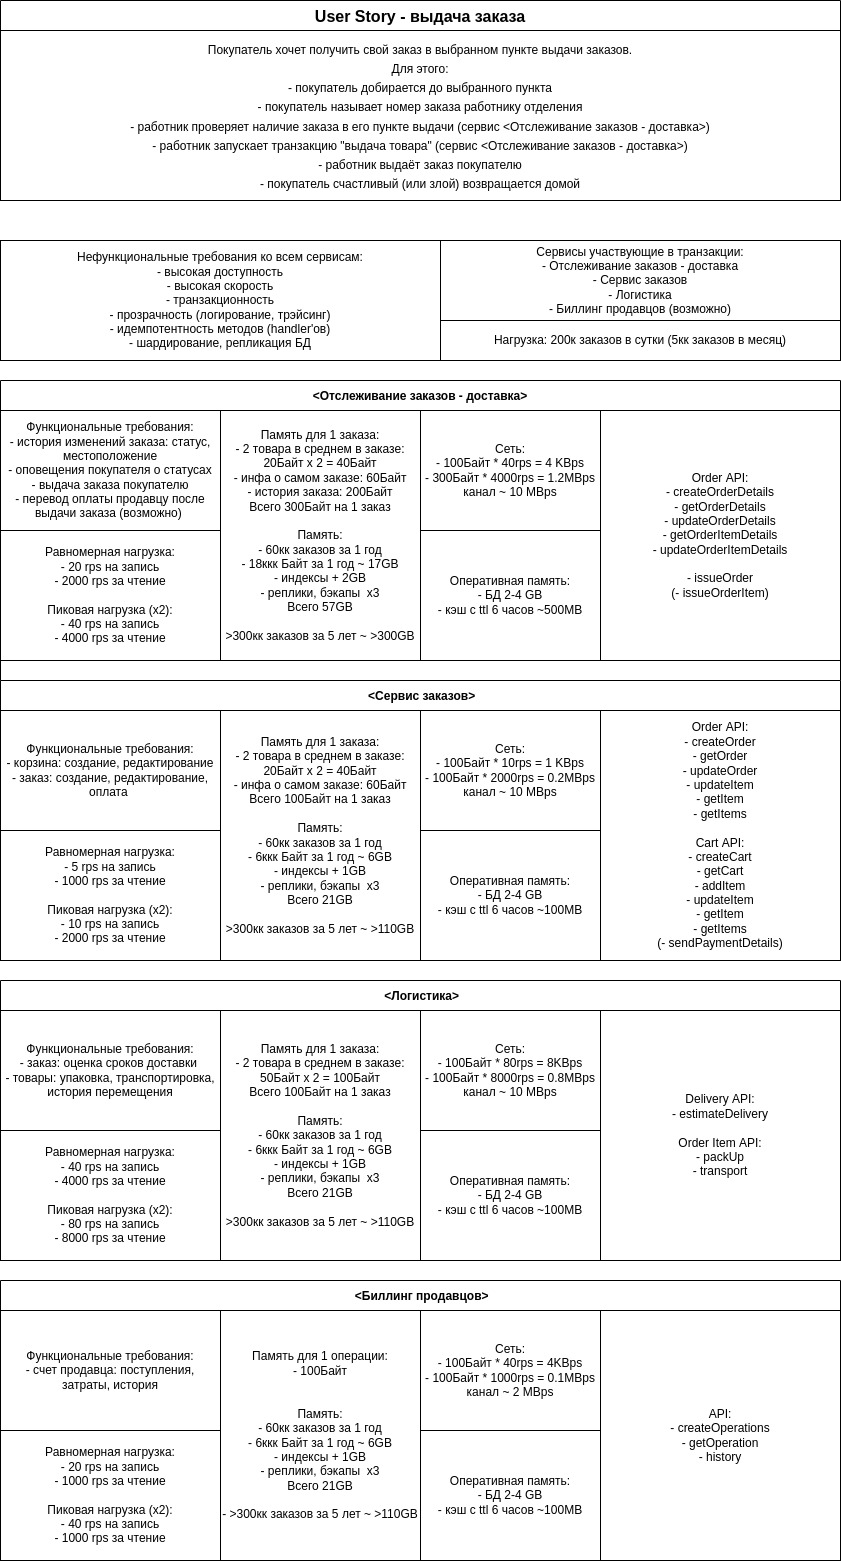 User Story - выдача заказа
Покупатель хочет получить свой заказ в выбранном пункте выдачи заказов.
Для этого:
- покупатель добирается до выбранного пункта
- покупатель называет номер заказа работнику отделения
- работник проверяет наличие заказа в его пункте выдачи (сервис <Отслеживание заказов - доставка>)
- работник запускает транзакцию "выдача товара" (сервис <Отслеживание заказов - доставка>)
- работник выдаёт заказ покупателю
- покупатель счастливый (или злой) возвращается домой
Нефункциональные требования ко всем сервисам:
- высокая доступность
- высокая скорость
- транзакционность
- прозрачность (логирование, трэйсинг)
- идемпотентность методов (handler'ов)
- шардирование, репликация БД
Сервисы участвующие в транзакции:
- Отслеживание заказов - доставка
- Сервис заказов
- Логистика
- Биллинг продавцов (возможно)
Нагрузка: 200к заказов в сутки (5кк заказов в месяц)
<Отслеживание заказов - доставка>
Функциональные требования:
- история изменений заказа: статус,
местоположение
- оповещения покупателя о статусах
- выдача заказа покупателю
- перевод оплаты продавцу после
выдачи заказа (возможно)
Равномерная нагрузка:
- 20 rps на запись
- 2000 rps за чтение
Пиковая нагрузка (x2):
- 40 rps на запись
- 4000 rps за чтение
Память для 1 заказа:
- 2 товара в среднем в заказе:
20Байт x 2 = 40Байт
- инфа о самом заказе: 60Байт
- история заказа: 200Байт
Всего 300Байт на 1 заказ
Память:
- 60кк заказов за 1 год
- 18ккк Байт за 1 год ~ 17GB
- индексы + 2GB
- реплики, бэкапы x3
Всего 57GB
>300кк заказов за 5 лет ~ >300GB
Сеть:
- 100Байт * 40rps = 4 KBps
- 300Байт * 4000rps = 1.2MBps
канал ~ 10 MBps
Оперативная память:
- БД 2-4 GB
- кэш с ttl 6 часов ~500MB
Order API:
- createOrderDetails
- getOrderDetails
- updateOrderDetails
- getOrderItemDetails
- updateOrderItemDetails
- issueOrder
(- issueOrderItem)
<Сервис заказов>
Функциональные требования:
- корзина: создание, редактирование
- заказ: создание, редактирование,
оплата
Равномерная нагрузка:
- 5 rps на запись
- 1000 rps за чтение
Пиковая нагрузка (x2):
- 10 rps на запись
- 2000 rps за чтение
Память для 1 заказа:
- 2 товара в среднем в заказе:
20Байт x 2 = 40Байт
- инфа о самом заказе: 60Байт
Всего 100Байт на 1 заказ
Память:
- 60кк заказов за 1 год
- 6ккк Байт за 1 год ~ 6GB
- индексы + 1GB
- реплики, бэкапы x3
Всего 21GB
>300кк заказов за 5 лет ~ >110GB
Сеть:
- 100Байт * 10rps = 1 KBps
- 100Байт * 2000rps = 0.2MBps
канал ~ 10 MBps
Оперативная память:
- БД 2-4 GB
- кэш с ttl 6 часов ~100MB
Order API:
- createOrder
- getOrder
- updateOrder
- updateItem
- getItem
- getItems
Cart API:
- createCart
- getCart
- addItem
- updateItem
- getItem
- getItems
(- sendPaymentDetails)
<Логистика>
Функциональные требования:
- заказ: оценка сроков доставки
- товары: упаковка, транспортировка,
история перемещения
Равномерная нагрузка:
- 40 rps на запись
- 4000 rps за чтение
Пиковая нагрузка (x2):
- 80 rps на запись
- 8000 rps за чтение
Память для 1 заказа:
- 2 товара в среднем в заказе:
50Байт x 2 = 100Байт
Всего 100Байт на 1 заказ
Память:
- 60кк заказов за 1 год
- 6ккк Байт за 1 год ~ 6GB
- индексы + 1GB
- реплики, бэкапы x3
Всего 21GB
>300кк заказов за 5 лет ~ >110GB
Сеть:
- 100Байт * 80rps = 8KBps
- 100Байт * 8000rps = 0.8MBps
канал ~ 10 MBps
Оперативная память:
- БД 2-4 GB
- кэш с ttl 6 часов ~100MB
Delivery API:
- estimateDelivery
Order Item API:
- packUp
- transport
<Биллинг продавцов>
Функциональные требования:
- счет продавца: поступления,
затраты, история
Равномерная нагрузка:
- 20 rps на запись
- 1000 rps за чтение
Пиковая нагрузка (x2):
- 40 rps на запись
- 1000 rps за чтение
Память для 1 операции:
- 100Байт
Память:
- 60кк заказов за 1 год
- 6ккк Байт за 1 год ~ 6GB
- индексы + 1GB
- реплики, бэкапы x3
Всего 21GB
- >300кк заказов за 5 лет ~ >110GB
Сеть:
- 100Байт * 40rps = 4KBps
- 100Байт * 1000rps = 0.1MBps
канал ~ 2 MBps
Оперативная память:
- БД 2-4 GB
- кэш с ttl 6 часов ~100MB
API:
- createOperations
- getOperation
- history